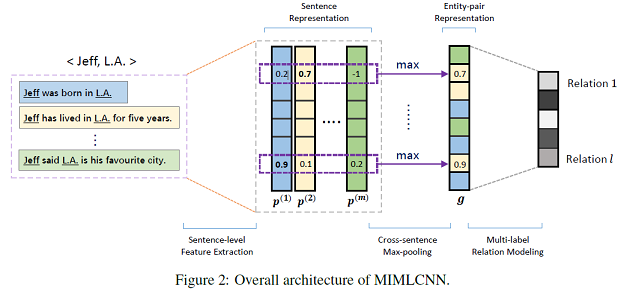 Sentence
Representation
Entity-pair
Representation
< Jeff, L.A. >
Jeff was born in L.A.
Jeff has lived in L.A. for five years.
⋮
Jeff said L.A. is his favourite city.
0.2 0.7 -1 max 0.7
.... 
0.9 0.1 0.2 max 0.9
Relation 1
Relation l
p(1) p(2) p(m) g
Sentence-level
Feature Extraction
Cross-sentence
Max-pooling
Multi-label
Relation Modeling
Figure 2: Overall architecture of MIMLCNN.